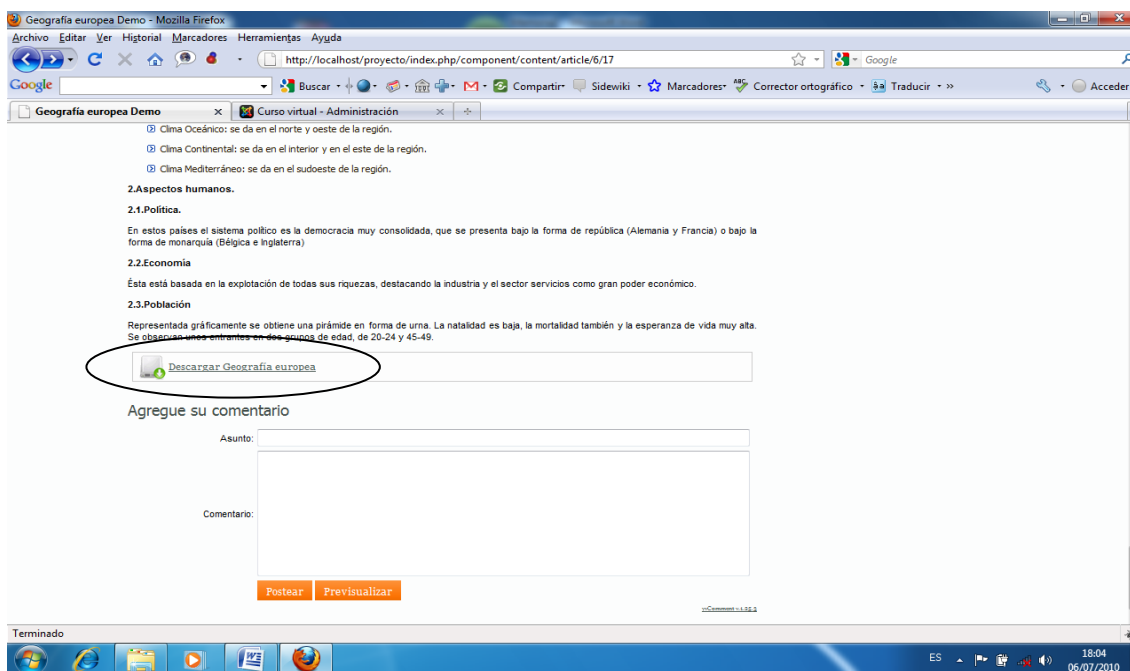 Geografía europea Demo - Mozilla Firefox
Archivo Editar Ver Higtorial Marcadores Herramientas Ayuda
http://localhost/proyecto/index.php/component/content/article/6/17
Google
Google
Buscar
Compartir
Sidewiki
Marcadores
Corrector ortográfico
Traducir
»
Acceder
Geografía europea Demo
Curso virtual - Administración
Clima Oceánico: se da en el norte y oeste de la región.
Clima Continental: se da en el interior y en el este de la región.
Clima Mediterráneo: se da en el sudoeste de la región.
2.Aspectos humanos.
2.1.Política.
En estos países el sistema político es la democracia muy consolidada, que se presenta bajo la forma de república (Alemania y Francia) o bajo la
forma de monarquía (Bélgica e Inglaterra)
2.2.Economía
Ésta está basada en la explotación de todas sus riquezas, destacando la industria y el sector servicios como gran poder económico.
2.3.Población
Representada gráficamente se obtiene una pirámide en forma de urna. La natalidad es baja, la mortalidad también y la esperanza de vida muy alta.
Se observan unos entrantes en dos grupos de edad, de 20-24 y 45-49.
Descargar Geografía europea
Agregue su comentario
Asunto:
Comentario:
Postear Previsualizar
Terminado
ES
18:04
06/07/2010